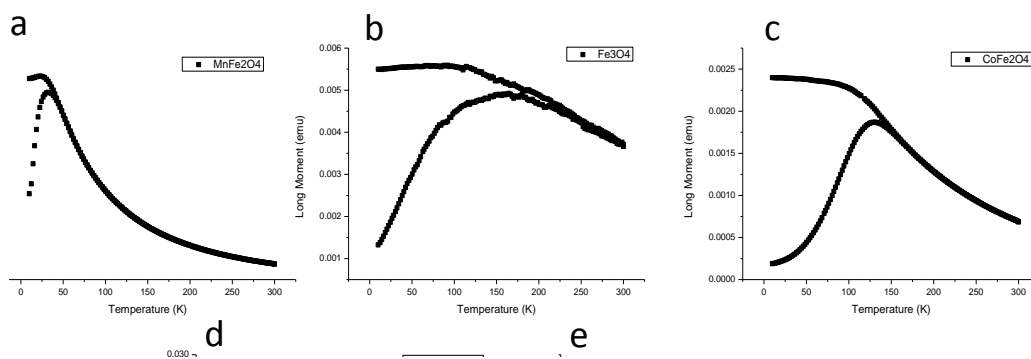 a
b
c
MnFe2O4
Fe3O4
CoFe2O4
0.006
0.005
0.004
0.003
0.002
0.001
Long Moment (emu)
0.0025
0.0020
0.0015
0.0010
0.0005
0.0000
Long Moment (emu)
0 50 100 150 200 250 300
0 50 100 150 200 250 300
0 50 100 150 200 250 300
Temperature (K)
Temperature (K)
Temperature (K)
d
e
0.030